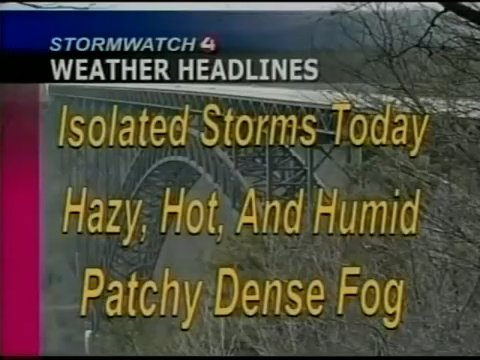 STORMWATCH 4
WEATHER HEADLINES
Isolated Storms Today
Hazy, Hot, And Humid
Patchy Dense Fog